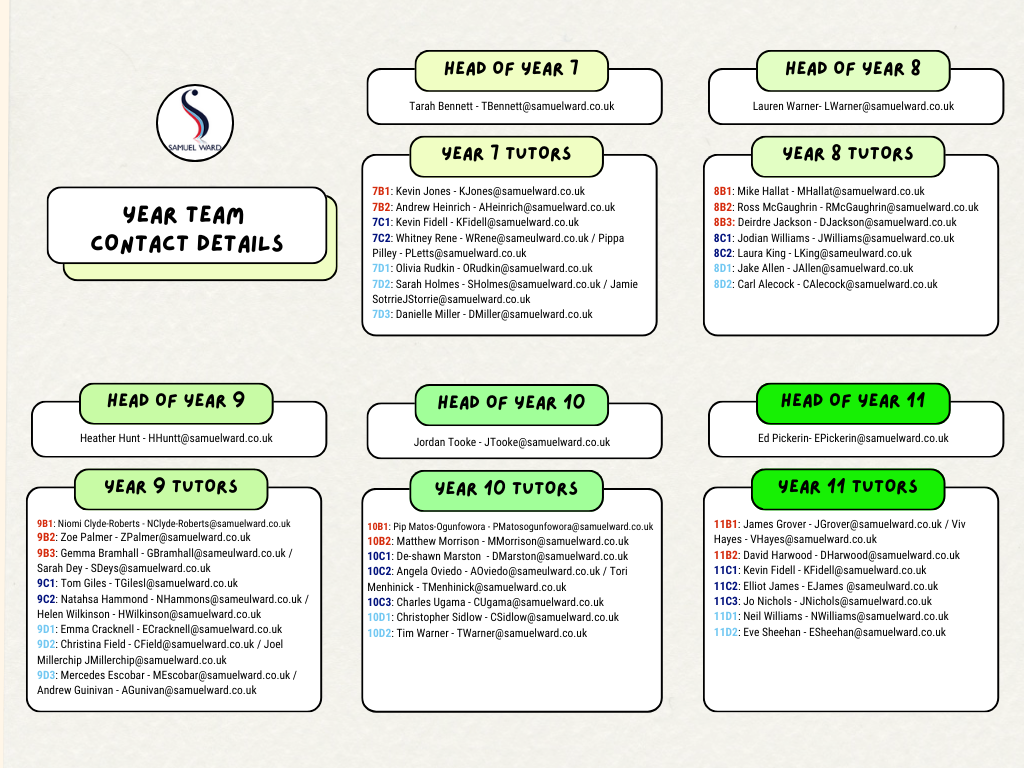 SAMUEL WARD
YEAR TEAM
CONTACT DETAILS
HEAD OF YEAR 7
Tarah Bennett - TBennett@samuelward.co.uk
YEAR 7 TUTORS
7B1: Kevin Jones - KJones@samuelward.co.uk
7B2: Andrew Heinrich - AHeinrich@samuelward.co.uk
7C1: Kevin Fidell - KFidell@samuelward.co.uk
7C2: Whitney Rene - WRene@sameulward.co.uk / Pippa
Pilley - PLetts@samuelward.co.uk
7D1: Olivia Rudkin - ORudkin@samuelward.co.uk
7D2: Sarah Holmes - SHolmes@samuelward.co.uk / Jamie
SotrrieJStorrie@samuelward.co.uk
7D3: Danielle Miller - DMiller@samuelward.co.uk
HEAD OF YEAR 8
Lauren Warner- LWarner@samuelward.co.uk
YEAR 8 TUTORS
8B1: Mike Hallat - MHallat@samuelward.co.uk
8B2: Ross McGaughrin - RMcGaughrin@samuelward.co.uk
8B3: Deirdre Jackson - DJackson@samuelward.co.uk
8C1: Jodian Williams - JWilliams@samuelward.co.uk
8C2: Laura King - LKing@sameulward.co.uk
8D1: Jake Allen - JAllen@samuelward.co.uk
8D2: Carl Alecock - CAlecock@samuelward.co.uk
HEAD OF YEAR 9
Heather Hunt - HHuntt@samuelward.co.uk
YEAR 9 TUTORS
9B1: Niomi Clyde-Roberts - NClyde-Roberts@samuelward.co.uk
9B2: Zoe Palmer - ZPalmer@samuelward.co.uk
9B3: Gemma Bramhall - GBramhall@sameulward.co.uk /
Sarah Dey - SDeys@samuelward.co.uk
9C1: Tom Giles - TGilesl@samuelward.co.uk
9C2: Natahsa Hammond - NHammons@sameulward.co.uk /
Helen Wilkinson - HWilkinson@samuelward.co.uk
9D1: Emma Cracknell - ECracknell@samuelward.co.uk
9D2: Christina Field - CField@samuelward.co.uk / Joel
Millerchip JMillerchip@samuelward.co.uk
9D3: Mercedes Escobar - MEscobar@samuelward.co.uk /
Andrew Guinivan - AGunivan@samuelward.co.uk
HEAD OF YEAR 10
Jordan Tooke - JTooke@samuelward.co.uk
YEAR 10 TUTORS
10B1: Pip Matos-Ogunfowora - PMatosogunfowora@samuelward.co.uk
10B2: Matthew Morrison - MMorrison@samuelward.co.uk
10C1: De-shawn Marston - DMarston@samuelward.co.uk
10C2: Angela Oviedo - AOviedo@sameulward.co.uk / Tori
Menhinick - TMenhinick@samuelward.co.uk
10C3: Charles Ugama - CUgama@samuelward.co.uk
10D1: Christopher Sidlow - CSidlow@samuelward.co.uk
10D2: Tim Warner - TWarner@samuelward.co.uk
HEAD OF YEAR 11
Ed Pickerin- EPickerin@samuelward.co.uk
YEAR 11 TUTORS
11B1: James Grover - JGrover@samuelward.co.uk / Viv
Hayes - VHayes@samuelward.co.uk
11B2: David Harwood - DHarwood@samuelward.co.uk
11C1: Kevin Fidell - KFidell@samuelward.co.uk
11C2: Elliot James - EJames @samuelward.co.uk
11C3: Jo Nichols - JNichols@samuelward.co.uk
11D1: Neil Williams - NWilliams@samuelward.co.uk
11D2: Eve Sheehan - ESheehan@samuelward.co.uk